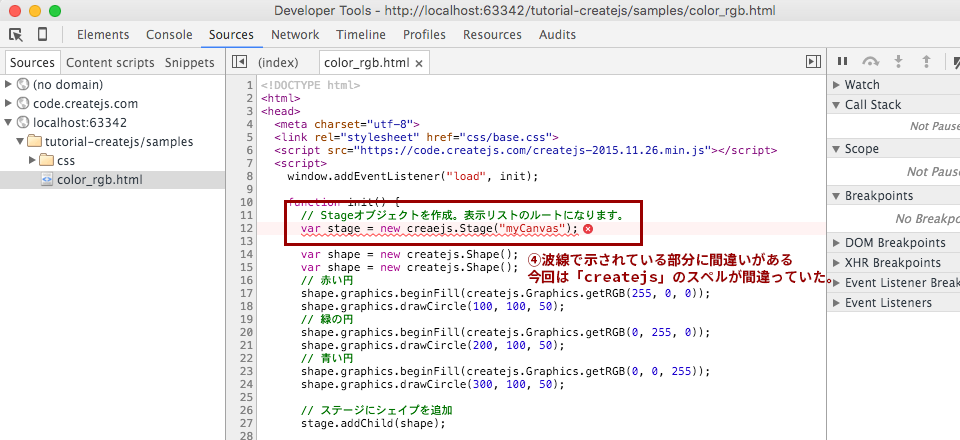 Developer Tools - http://localhost:63342/tutorial-createjs/samples/color_rgb.html
Elements Console Sources Network Timeline Profiles Resources Audits
Sources Content scripts Snippets
(index) color_rgb.html ×
(no domain)
code.createjs.com
localhost:63342
tutorial-createjs/samples
css
color_rgb.html
1 <!DOCTYPE html>
2 <html>
3 <head>
4 <meta charset="utf-8">
5 <link rel="stylesheet" href="css/base.css">
6 <script src="https://code.createjs.com/createjs-2015.11.26.min.js"></script>
7 <script>
8 window.addEventListener("load", init);
9
10 function init() {
11 // Stageオブジェクトを作成。表示リストのルートになります。
12 var stage = new creaejs.Stage("myCanvas");
14 var shape = new createjs.Shape();
15 var shape = new createjs.Shape();
16 // 赤い円
17 shape.graphics.beginFill(createjs.Graphics.getRGB(255, 0, 0));
18 shape.graphics.drawCircle(100, 100, 50);
19 // 緑の円
20 shape.graphics.beginFill(createjs.Graphics.getRGB(0, 255, 0));
21 shape.graphics.drawCircle(200, 100, 50);
22 // 青い円
23 shape.graphics.beginFill(createjs.Graphics.getRGB(0, 0, 255));
24 shape.graphics.drawCircle(300, 100, 50);
26 // ステージにシェイプを追加
27 stage.addChild(shape);
28
④波線で示されている部分に間違いがある
今回は「createjs」のスペルが間違っていた。
Watch
Call Stack
Not Pause
Scope
Not Pause
Breakpoints
No Breakpo
DOM Breakpoints
XHR Breakpoints
Event Listener Break
Event Listeners